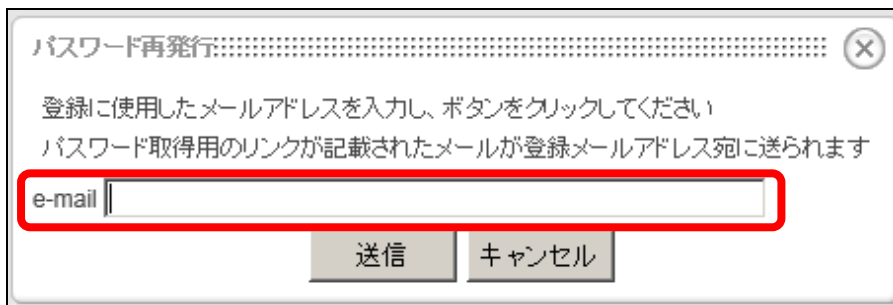 パスワード再発行
登録に使用したメールアドレスを入力し、ボタンをクリックしてください
パスワード取得用のリンクが記載されたメールが登録メールアドレス宛に送られます
e-mail
送信 キャンセル